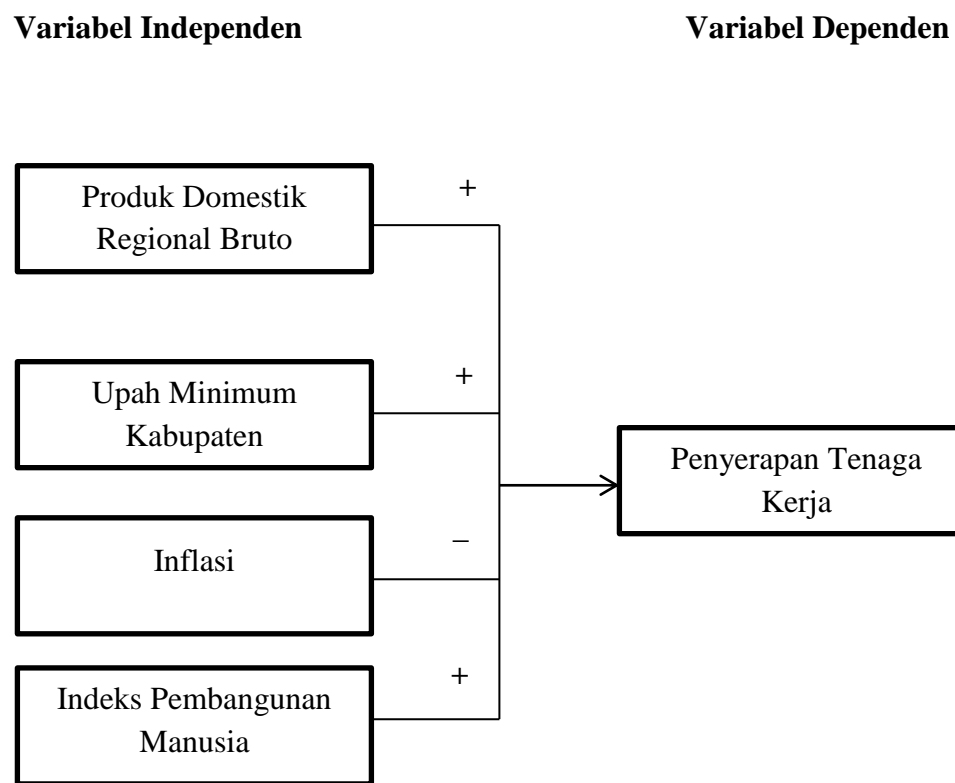 Variabel Independen
Variabel Dependen
Produk Domestik
Regional Bruto
+
Upah Minimum
Kabupaten
+
Penyerapan Tenaga
Kerja
Inflasi
–
Indeks Pembangunan
Manusia
+